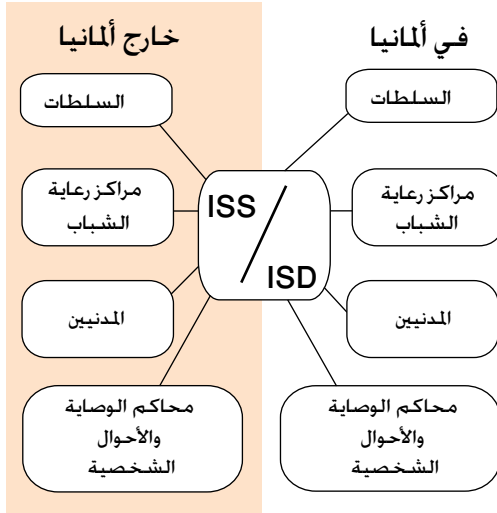 في ألمانيا
السلطات
مراكز رعاية
الشباب
المدنيين
محاكم الوصاية
والأحوال
الشخصية
ISS
/
ISD
خارج ألمانيا
السلطات
مراكز رعاية
الشباب
المدنيين
محاكم الوصاية
والأحوال
الشخصية